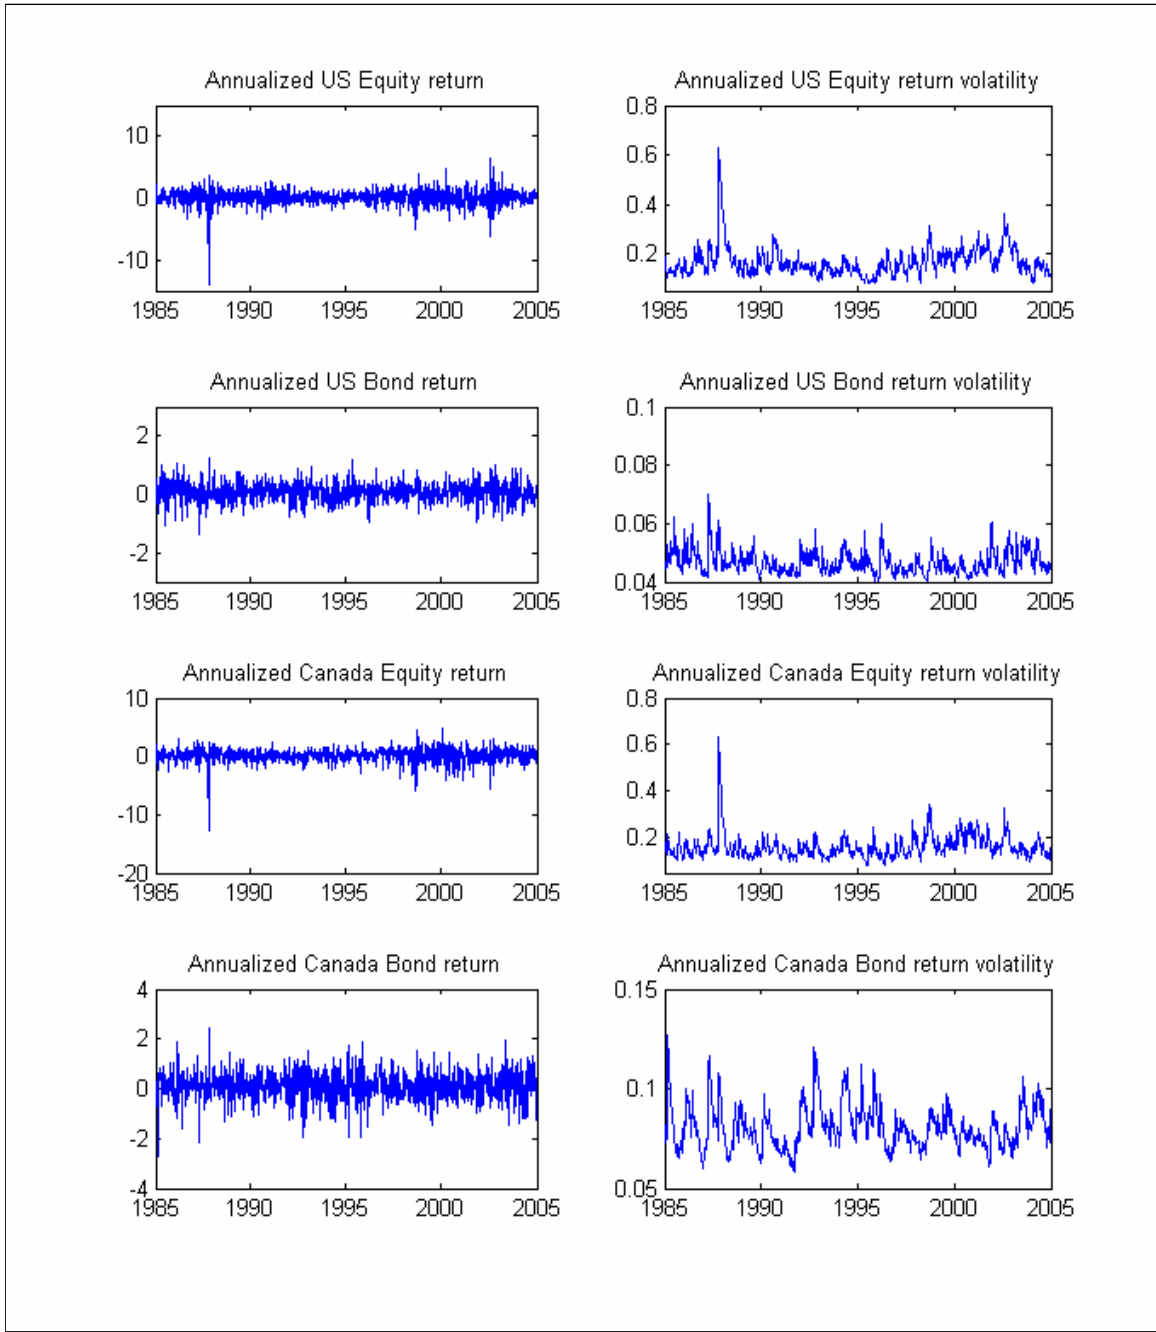 Annualized US Equity return
10
0
-10
1985 1990 1995 2000 2005
Annualized US Equity return volatility
0.8
0.6
0.4
0.2
1985 1990 1995 2000 2005
Annualized US Bond return
2
0
-2
1985 1990 1995 2000 2005
Annualized US Bond return volatility
0.1
0.08
0.06
0.04
1985 1990 1995 2000 2005
Annualized Canada Equity return
10
0
-10
-20
1985 1990 1995 2000 2005
Annualized Canada Equity return volatility
0.8
0.6
0.4
0.2
1985 1990 1995 2000 2005
Annualized Canada Bond return
4
2
0
-2
-4
1985 1990 1995 2000 2005
Annualized Canada Bond return volatility
0.15
0.1
0.05
1985 1990 1995 2000 2005